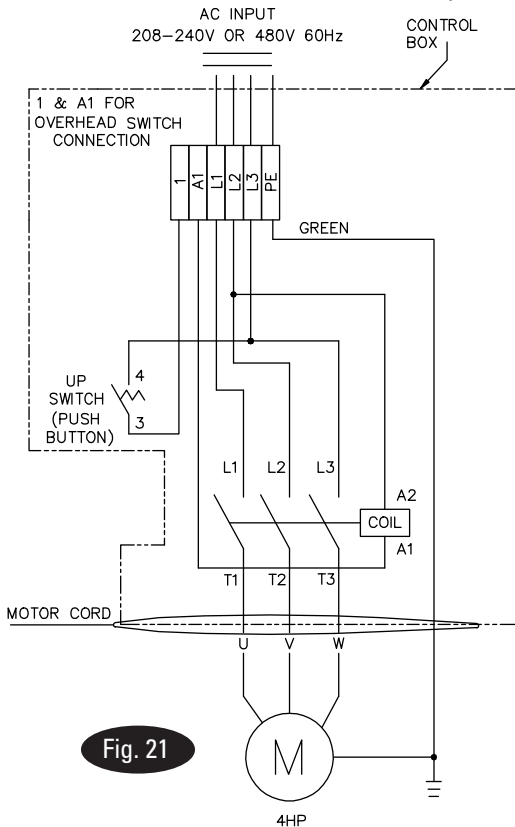 AC INPUT
208–240V OR 480V 60Hz
CONTROL
BOX
1 & A1 FOR
OVERHEAD SWITCH
CONNECTION
1
A1
L1
L2
L3
PE
GREEN
UP
SWITCH
(PUSH
BUTTON)
4
3
L1
L2
L3
A2
COIL
A1
T1
T2
T3
MOTOR CORD
U
V
W
Fig. 21
M
4HP